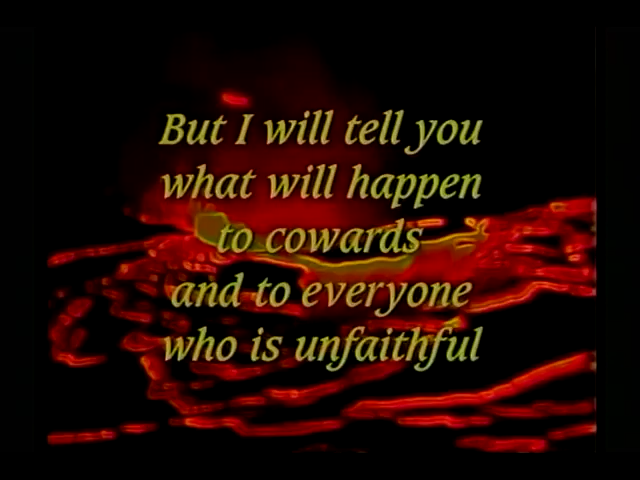 But I will tell you
what will happen
to cowards
and to everyone
who is unfaithful